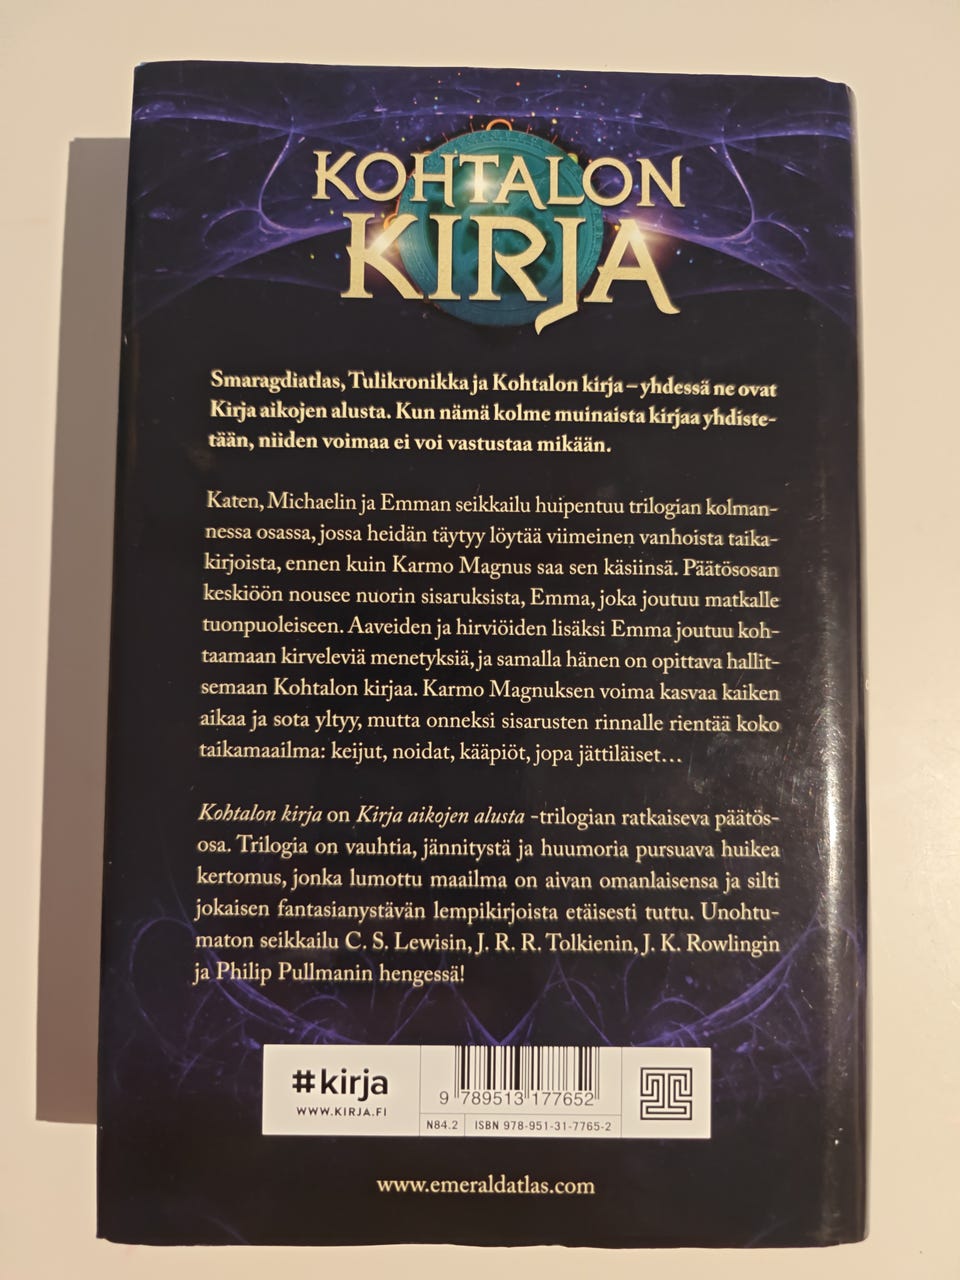 KOHTALON
KIRJA
Smaragdiatlas, Tulikronikka ja Kohtalon kirja – yhdessä ne ovat
Kirja aikojen alusta. Kun nämä kolme muinaista kirjaa yhdiste-
tään, niiden voimaa ei voi vastustaa mikään.
Katen, Michaelin ja Emman seikkailu huipentuu trilogian kolman-
nessa osassa, jossa heidän täytyy löytää viimeinen vanhoista taika-
kirjoista, ennen kuin Karmo Magnus saa sen käsiinsä. Päätösosan
keskiöön nousee nuorin sisaruksista, Emma, joka joutuu matkalle
tuonpuoleiseen. Aaveiden ja hirviöiden lisäksi Emma joutuu koh-
taamaan kirveleviä menetyksiä, ja samalla hänen on opittava hallit-
semaan Kohtalon kirjaa. Karmo Magnuksen voima kasvaa kaiken
aikaa ja sota yltyy, mutta onneksi sisarusten rinnalle rientää koko
taikamaailma: keijut, noidat, kääpiöt, jopa jättiläiset…
Kohtalon kirja on Kirja aikojen alusta -trilogian ratkaiseva päätös-
osa. Trilogia on vauhtia, jännitystä ja huumoria pursuava huikea
kertomus, jonka lumottu maailma on aivan omanlaisensa ja silti
jokaisen fantasianystävän lempikirjoista etäisesti tuttu. Unohtu-
maton seikkailu C. S. Lewisin, J. R. R. Tolkienin, J. K. Rowlingin
ja Philip Pullmanin hengessä!
#kirja
WWW.KIRJA.FI
9 789513 177652
N84.2 ISBN 978-951-31-7765-2
www.emeraldatlas.com